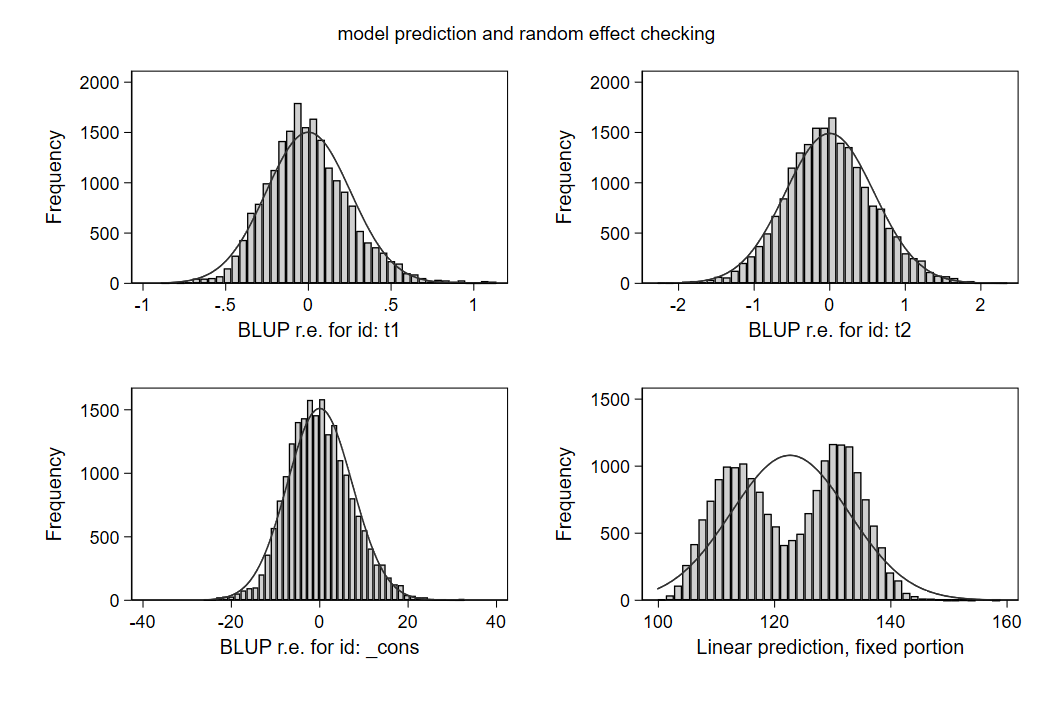 model prediction and random effect checking
Frequency
2000
1500
1000
500
0
-1 -.5 0 .5 1
BLUP r.e. for id: t1
Frequency
2000
1500
1000
500
0
-2 -1 0 1 2
BLUP r.e. for id: t2
Frequency
1500
1000
500
0
-40 -20 0 20 40
BLUP r.e. for id: _cons
Frequency
1500
1000
500
0
100 120 140 160
Linear prediction, fixed portion